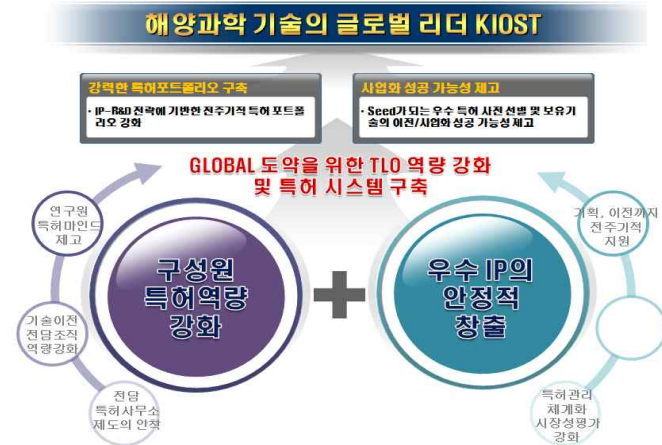 해양과학 기술의 글로벌 리더 KIOST
강력한 특허포트폴리오 구축
• IP-R&D 전략에 기반한 전주기적 특허 포트폴
리오 강화
사업화 성공 가능성 제고
• Seed가 되는 우수 특허 사전 선별 및 보유기
술의 이전/사업화 성공 가능성 제고
GLOBAL 도약을 위한 TLO 역량 강화
및 특허 시스템 구축
연구원
특허마인드
제고
기술이전
전담조직
역량강화
전담
특허사무소
제도의 안착
구성원
특허역량
강화
+
우수 IP의
안정적
창출
기획, 이전까지
전주기적
지원
특허관리
체계화
시장성평가
강화